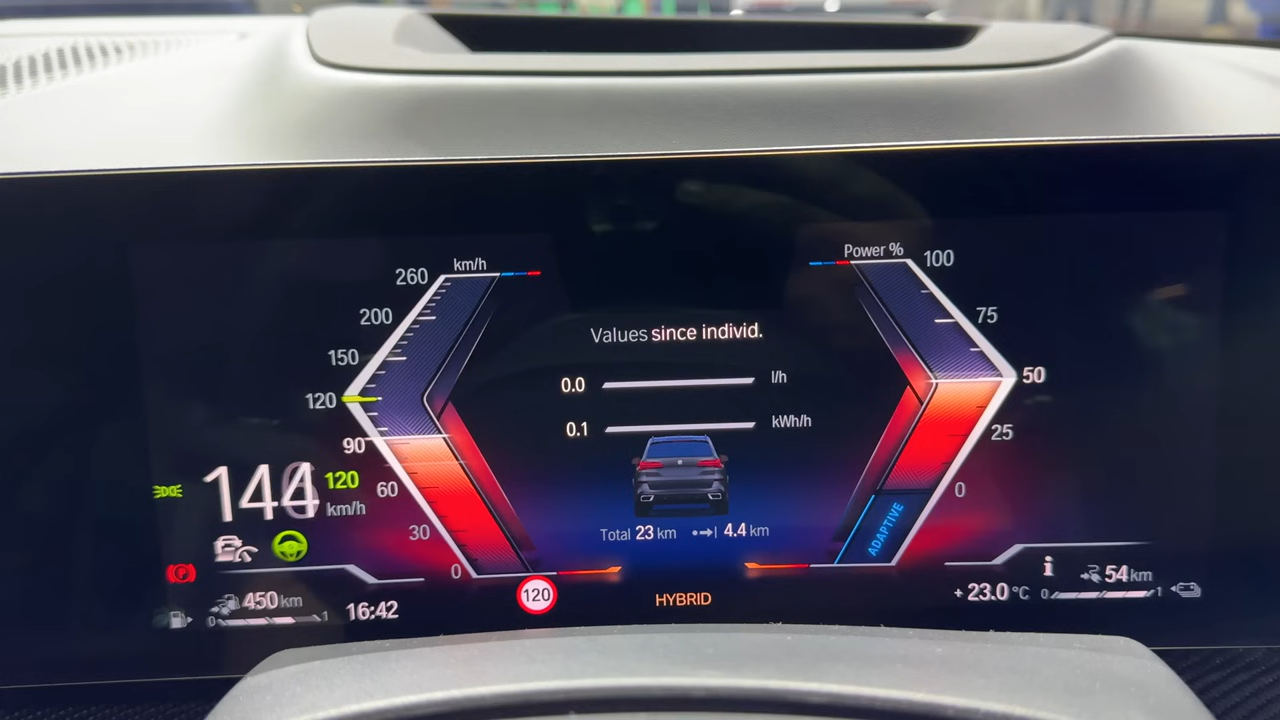 km/h
260
200
150
120
90
60
30
0
120
km/h
450 km
0 1
16:42
Values since individ.
0.0 l/h
0.1 kWh/h
Total 23 km 4.4 km
120
HYBRID
Power %
100
75
50
25
0
ADAPTIVE
+23.0 °C
i
54 km
0 1